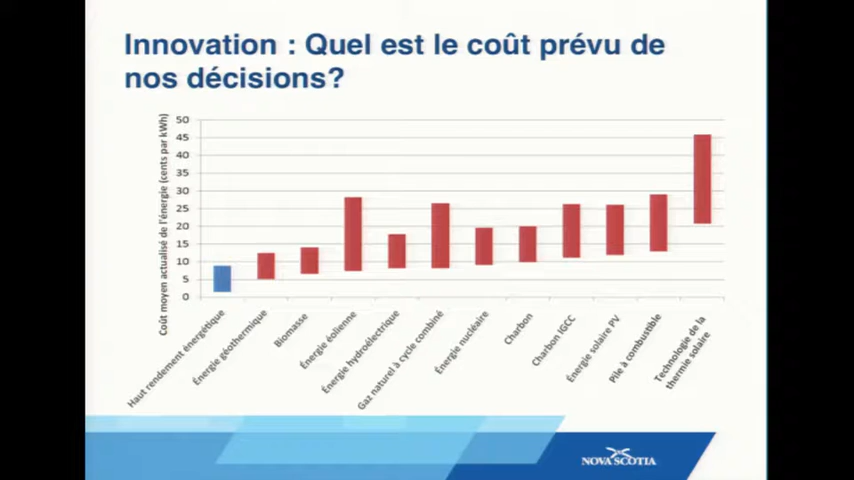 Innovation : Quel est le coût prévu de
nos décisions?
Coût moyen actualisé de l'énergie (cents par kWh)
50
45
40
35
30
25
20
15
10
5
0
Haut rendement énergétique
Énergie géothermique
Biomasse
Énergie éolienne
Énergie hydroélectrique
Gaz naturel à cycle combiné
Énergie nucléaire
Charbon
Charbon IGCC
Énergie solaire PV
Pile à combustible
Technologie de la
thermie solaire
NOVA SCOTIA